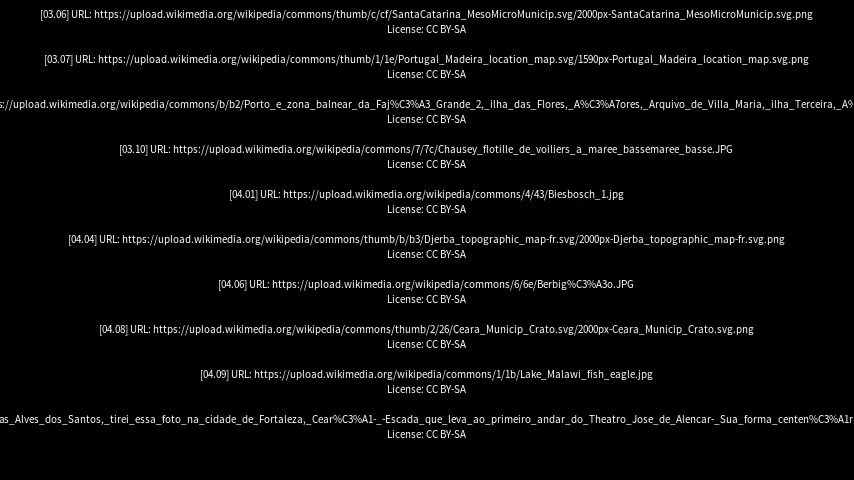 [03.06] URL: https://upload.wikimedia.org/wikipedia/commons/thumb/c/cf/SantaCatarina_MesoMicroMunicip.svg/2000px-SantaCatarina_MesoMicroMunicip.svg.png
License: CC BY-SA
[03.07] URL: https://upload.wikimedia.org/wikipedia/commons/thumb/1/1e/Portugal_Madeira_location_map.svg/1590px-Portugal_Madeira_location_map.svg.png
License: CC BY-SA
s://upload.wikimedia.org/wikipedia/commons/b/b2/Porto_e_zona_balnear_da_Faj%C3%A3_Grande_2,_ilha_das_Flores,_A%C3%A7ores,_Arquivo_de_Villa_Maria,_ilha_Terceira,_A%
License: CC BY-SA
[03.10] URL: https://upload.wikimedia.org/wikipedia/commons/7/7c/Chausey_flotille_de_voiliers_a_maree_bassemaree_basse.JPG
License: CC BY-SA
[04.01] URL: https://upload.wikimedia.org/wikipedia/commons/4/43/Biesbosch_1.jpg
License: CC BY-SA
[04.04] URL: https://upload.wikimedia.org/wikipedia/commons/thumb/b/b3/Djerba_topographic_map-fr.svg/2000px-Djerba_topographic_map-fr.svg.png
License: CC BY-SA
[04.06] URL: https://upload.wikimedia.org/wikipedia/commons/6/6e/Berbig%C3%A3o.JPG
License: CC BY-SA
[04.08] URL: https://upload.wikimedia.org/wikipedia/commons/thumb/2/26/Ceara_Municip_Crato.svg/2000px-Ceara_Municip_Crato.svg.png
License: CC BY-SA
[04.09] URL: https://upload.wikimedia.org/wikipedia/commons/1/1b/Lake_Malawi_fish_eagle.jpg
License: CC BY-SA
as_Alves_dos_Santos,_tirei_essa_foto_na_cidade_de_Fortaleza,_Cear%C3%A1-_-Escada_que_leva_ao_primeiro_andar_do_Theatro_Jose_de_Alencar-_Sua_forma_centen%C3%A1r
License: CC BY-SA